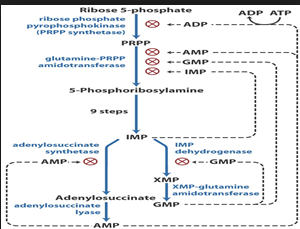 Ribose 5-phosphate
ADP ATP
ribose phosphate
pyrophosphokinase
(PRPP synthetase)
ADP
PRPP
AMP
glutamine-PRPP
amidotransferase
GMP
IMP
5-Phosphoribosylamine
9 steps
IMP
adenylosuccinate
synthetase
IMP
dehydrogenase
AMP
GMP
XMP
Adenylosuccinate
XMP-glutamine
amidotransferase
adenylosuccinate
lyase
GMP
AMP